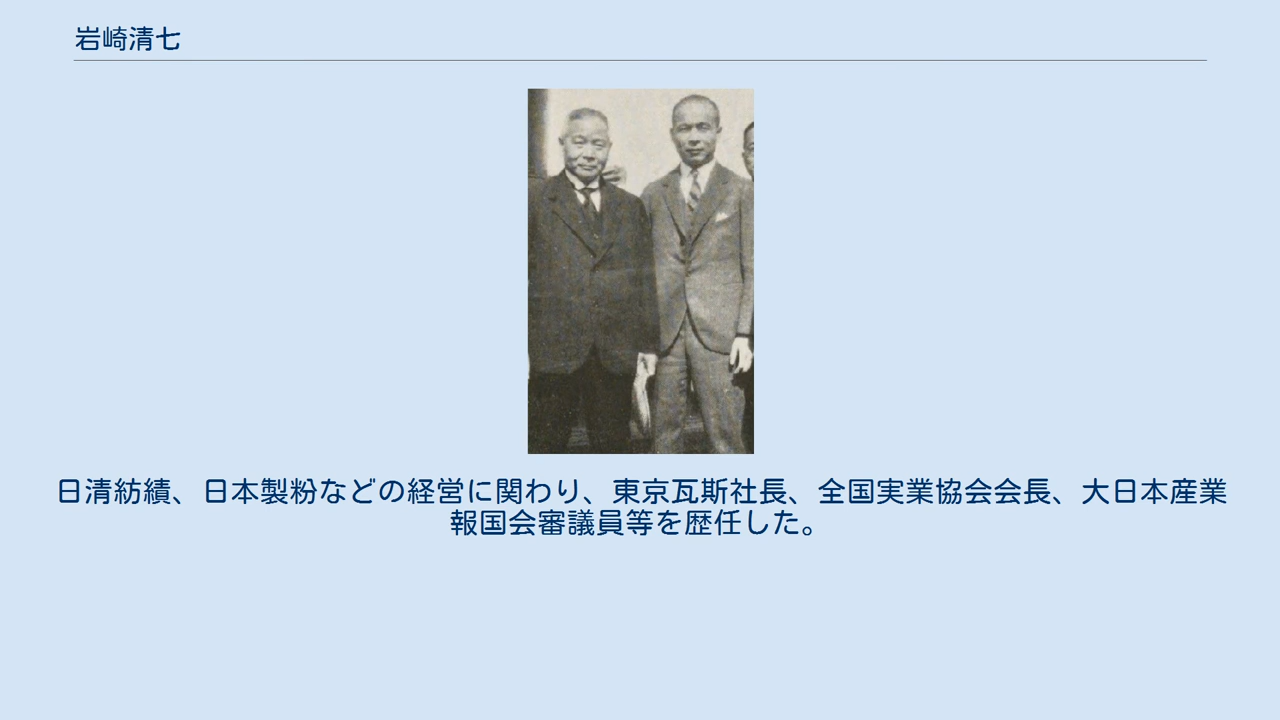 岩崎清七
日清紡績、日本製粉などの経営に関わり、東京瓦斯社長、全国実業協会会長、大日本産業
報国会審議員等を歴任した。